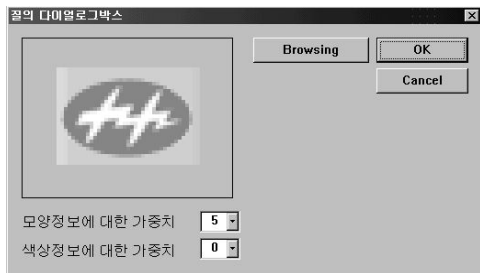 질의 다이얼로그박스
Browsing
OK
Cancel
모양정보에 대한 가중치 5
색상정보에 대한 가중치 0